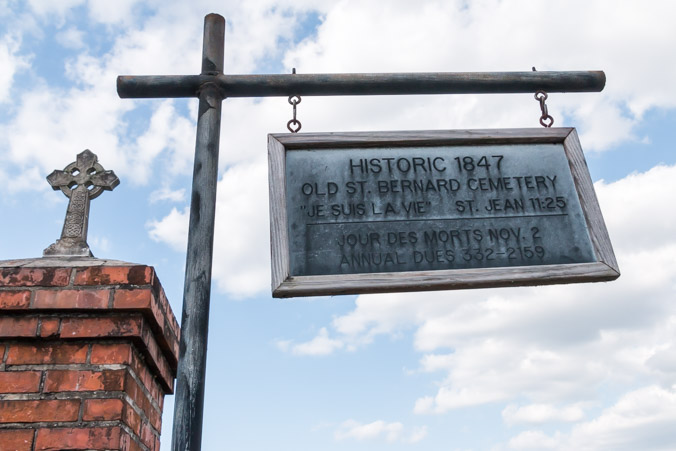 HISTORIC 1847
OLD ST. BERNARD CEMETERY
"JE SUIS LA VIE" ST. JEAN 11:25
JOUR DES MORTS NOV. 2
ANNUAL DUES 332-2159